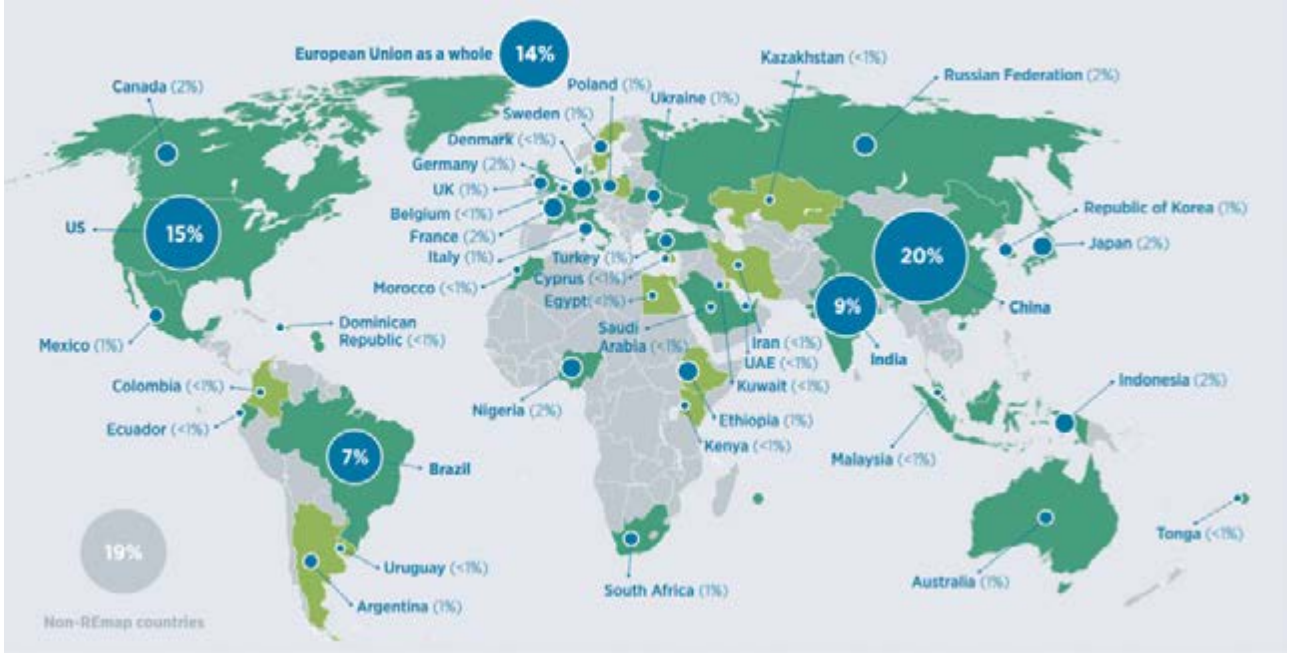 European Union as a whole 14%
Kazakhstan (<1%)
Canada (2%)
Poland (1%)
Russian Federation (2%)
Ukraine (1%)
Sweden (1%)
Denmark (<1%)
Germany (2%)
UK (1%)
Belgium (<1%)
US
15%
France (2%)
Italy (1%)
Turkey (1%)
Cyprus (<1%)
Morocco (<1%)
Egypt(<1%)
Republic of Korea (1%)
Japan (2%)
20%
China
9%
India
Mexico (1%)
Dominican
Republic (<1%)
Saudi
Arabia (<1%)
Iran (<1%)
UAE (<1%)
Kuwait (<1%)
Colombia (<1%)
Ecuador (<1%)
Nigeria (2%)
Ethiopia (1%)
Kenya (<1%)
Indonesia (2%)
Malaysia (<1%)
7%
Brazil
19%
Non-REmap countries
Uruguay (<1%)
Argentina (1%)
South Africa (1%)
Australia (1%)
Tonga (<1%)